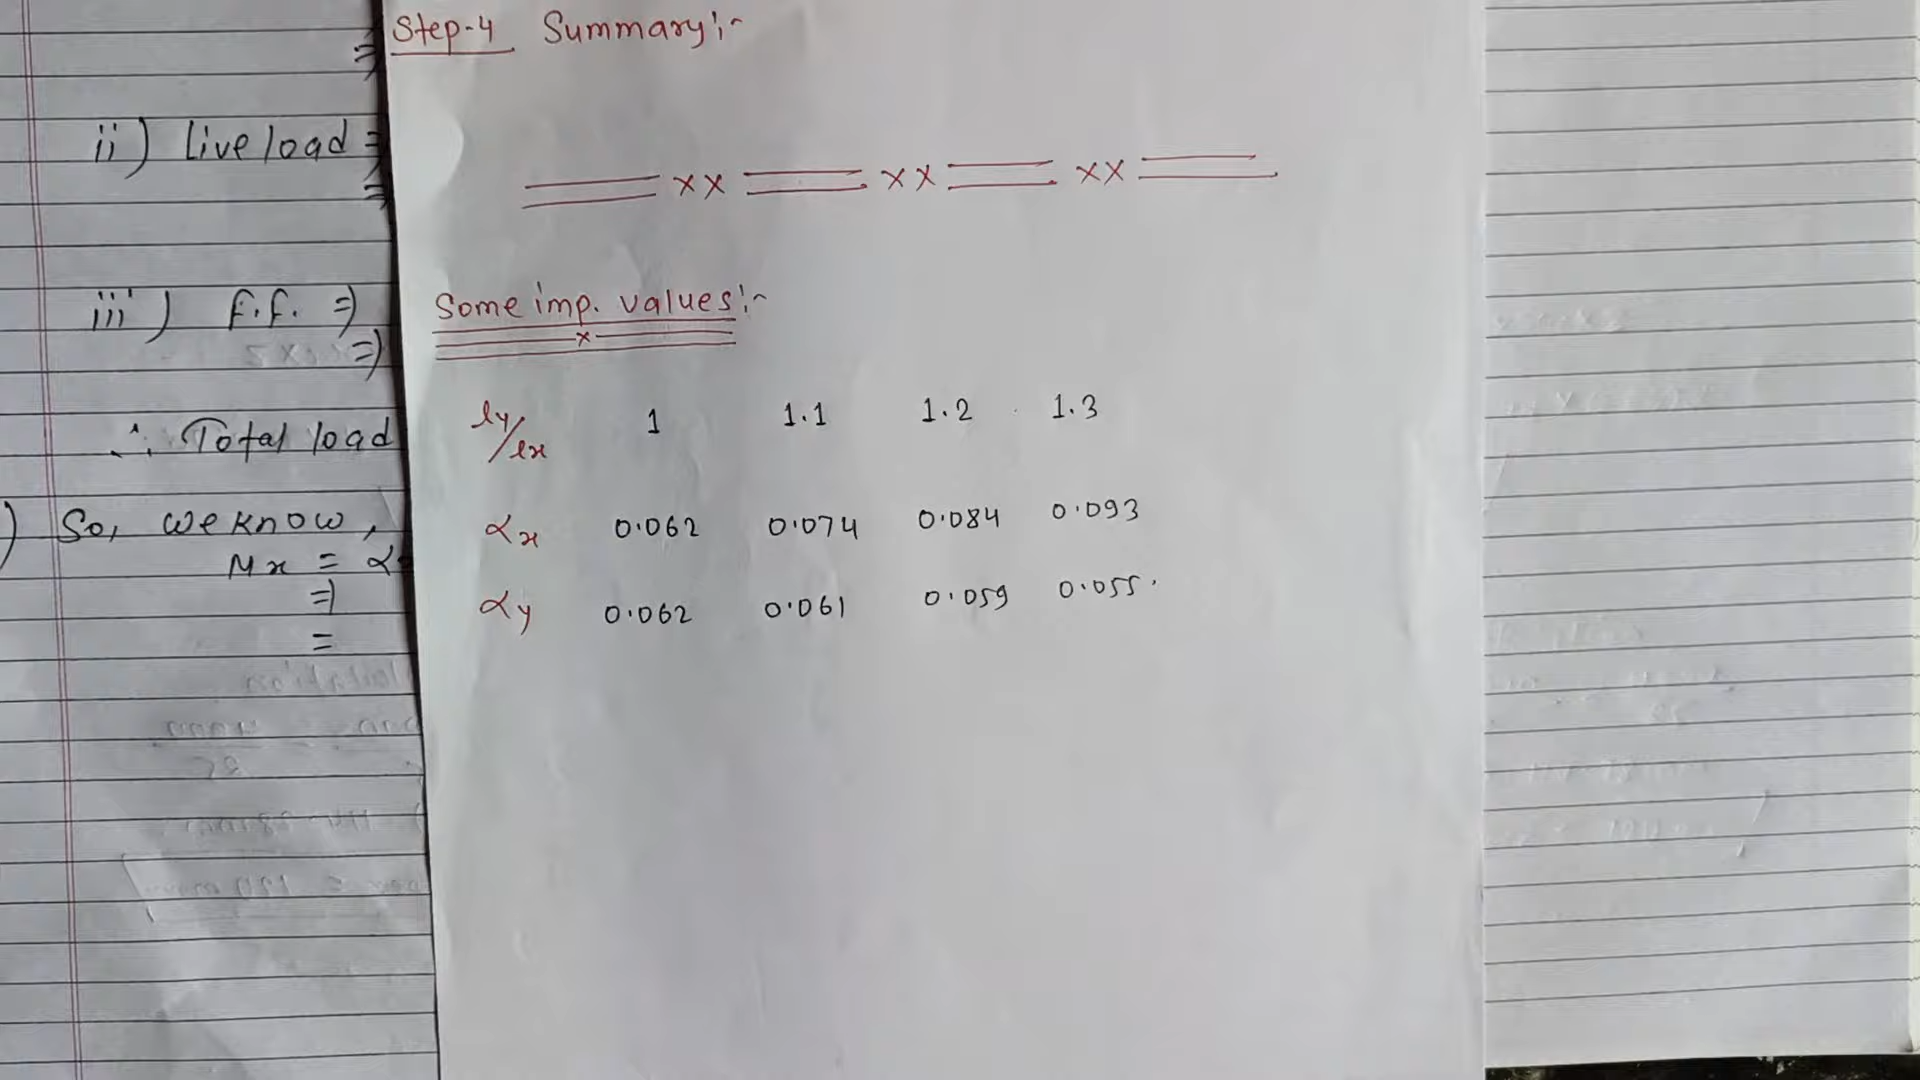 Step-4 Summary:-
=> 
ii) Live load =>
=>
xx xx xx
iii) f.f. =>
=>
Some imp. values:-
x
ly/lx 1 1.1 1.2 1.3
∴ Total load
So, we know,
Mx = α
=>
=
αx 0.062 0.074 0.084 0.093
αy 0.062 0.061 0.059 0.055.